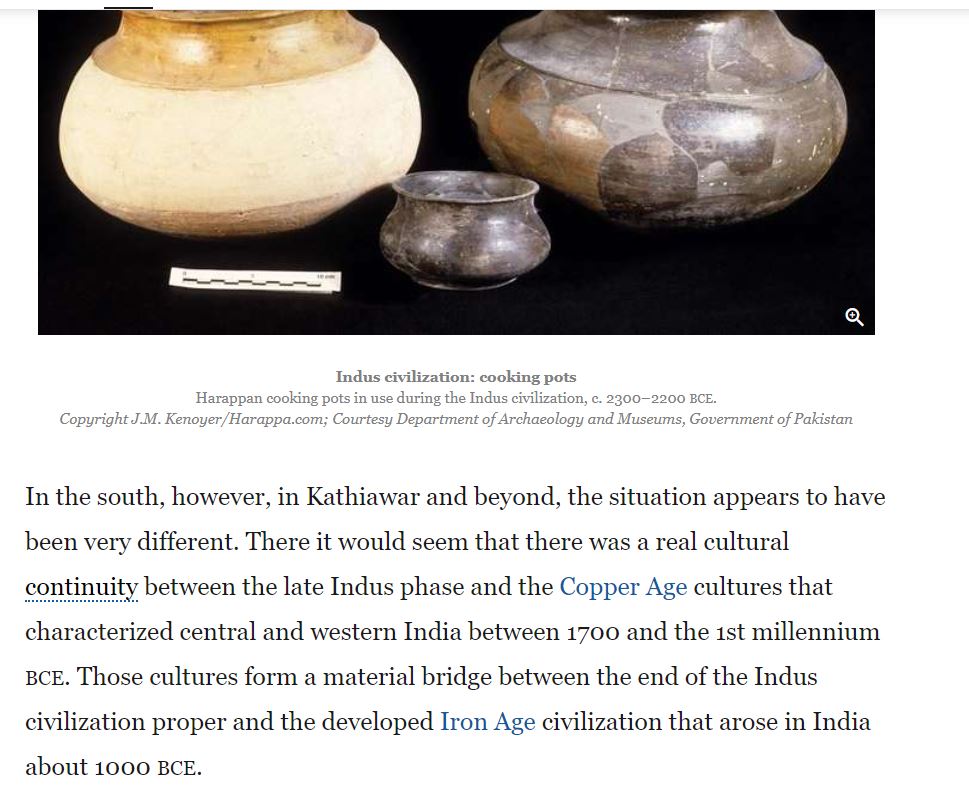 0 5 10 cm
Indus civilization: cooking pots
Harappan cooking pots in use during the Indus civilization, c. 2300–2200 BCE.
Copyright J.M. Kenoyer/Harappa.com; Courtesy Department of Archaeology and Museums, Government of Pakistan
In the south, however, in Kathiawar and beyond, the situation appears to have
been very different. There it would seem that there was a real cultural
continuity between the late Indus phase and the Copper Age cultures that
characterized central and western India between 1700 and the 1st millennium
BCE. Those cultures form a material bridge between the end of the Indus
civilization proper and the developed Iron Age civilization that arose in India
about 1000 BCE.